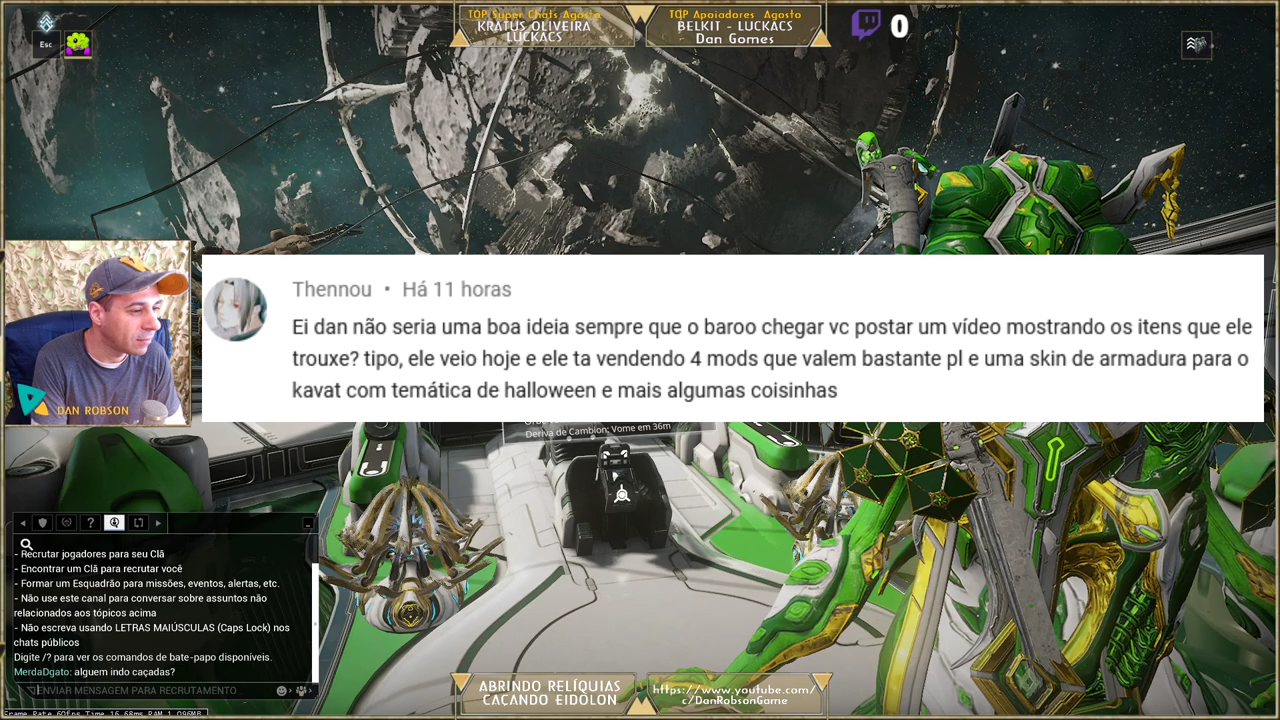 TOP Super Chats Agosto
KRATUS OLIVEIRA
LUCKACS
TOP Apoiadores Agosto
BELKIT - LUCKACS
Dan Gomes
0
Esc
Thennou • Há 11 horas
Ei dan não seria uma boa ideia sempre que o baroo chegar vc postar um vídeo mostrando os itens que ele
trouxe? tipo, ele veio hoje e ele ta vendendo 4 mods que valem bastante pl e uma skin de armadura para o
kavat com temática de halloween e mais algumas coisinhas
DAN ROBSON
Deriva de Cambion: Vome em 36m
- Recrutar jogadores para seu Clã
- Encontrar um Clã para recrutar você
- Formar um Esquadrão para missões, eventos, alertas, etc.
- Não use este canal para conversar sobre assuntos não
relacionados aos tópicos acima
- Não escreva usando LETRAS MAIÚSCULAS (Caps Lock) nos
chats públicos
Digite /? para ver os comandos de bate-papo disponíveis.
MerdaDgato: alguem indo caçadas?
ENVIAR MENSAGEM PARA RECRUTAMENTO...
ABRINDO RELÍQUIAS
CAÇANDO EIDOLON
https://www.youtube.com/
c/DanRobsonGame